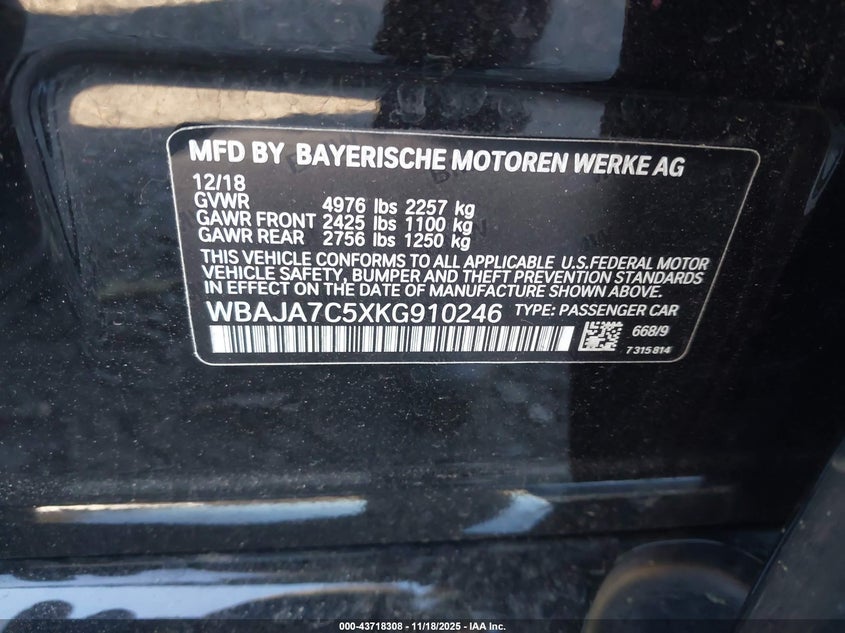 MFD BY BAYERISCHE MOTOREN WERKE AG
12/18
GVWR 4976 lbs 2257 kg
GAWR FRONT 2425 lbs 1100 kg
GAWR REAR 2756 lbs 1250 kg
THIS VEHICLE CONFORMS TO ALL APPLICABLE U.S.FEDERAL MOTOR
VEHICLE SAFETY, BUMPER AND THEFT PREVENTION STANDARDS
IN EFFECT ON THE DATE OF MANUFACTURE SHOWN ABOVE.
WBAJA7C5XKG910246 TYPE: PASSENGER CAR
668/9
7 315 814
000-43718308 - 11/18/2025 - IAA Inc.